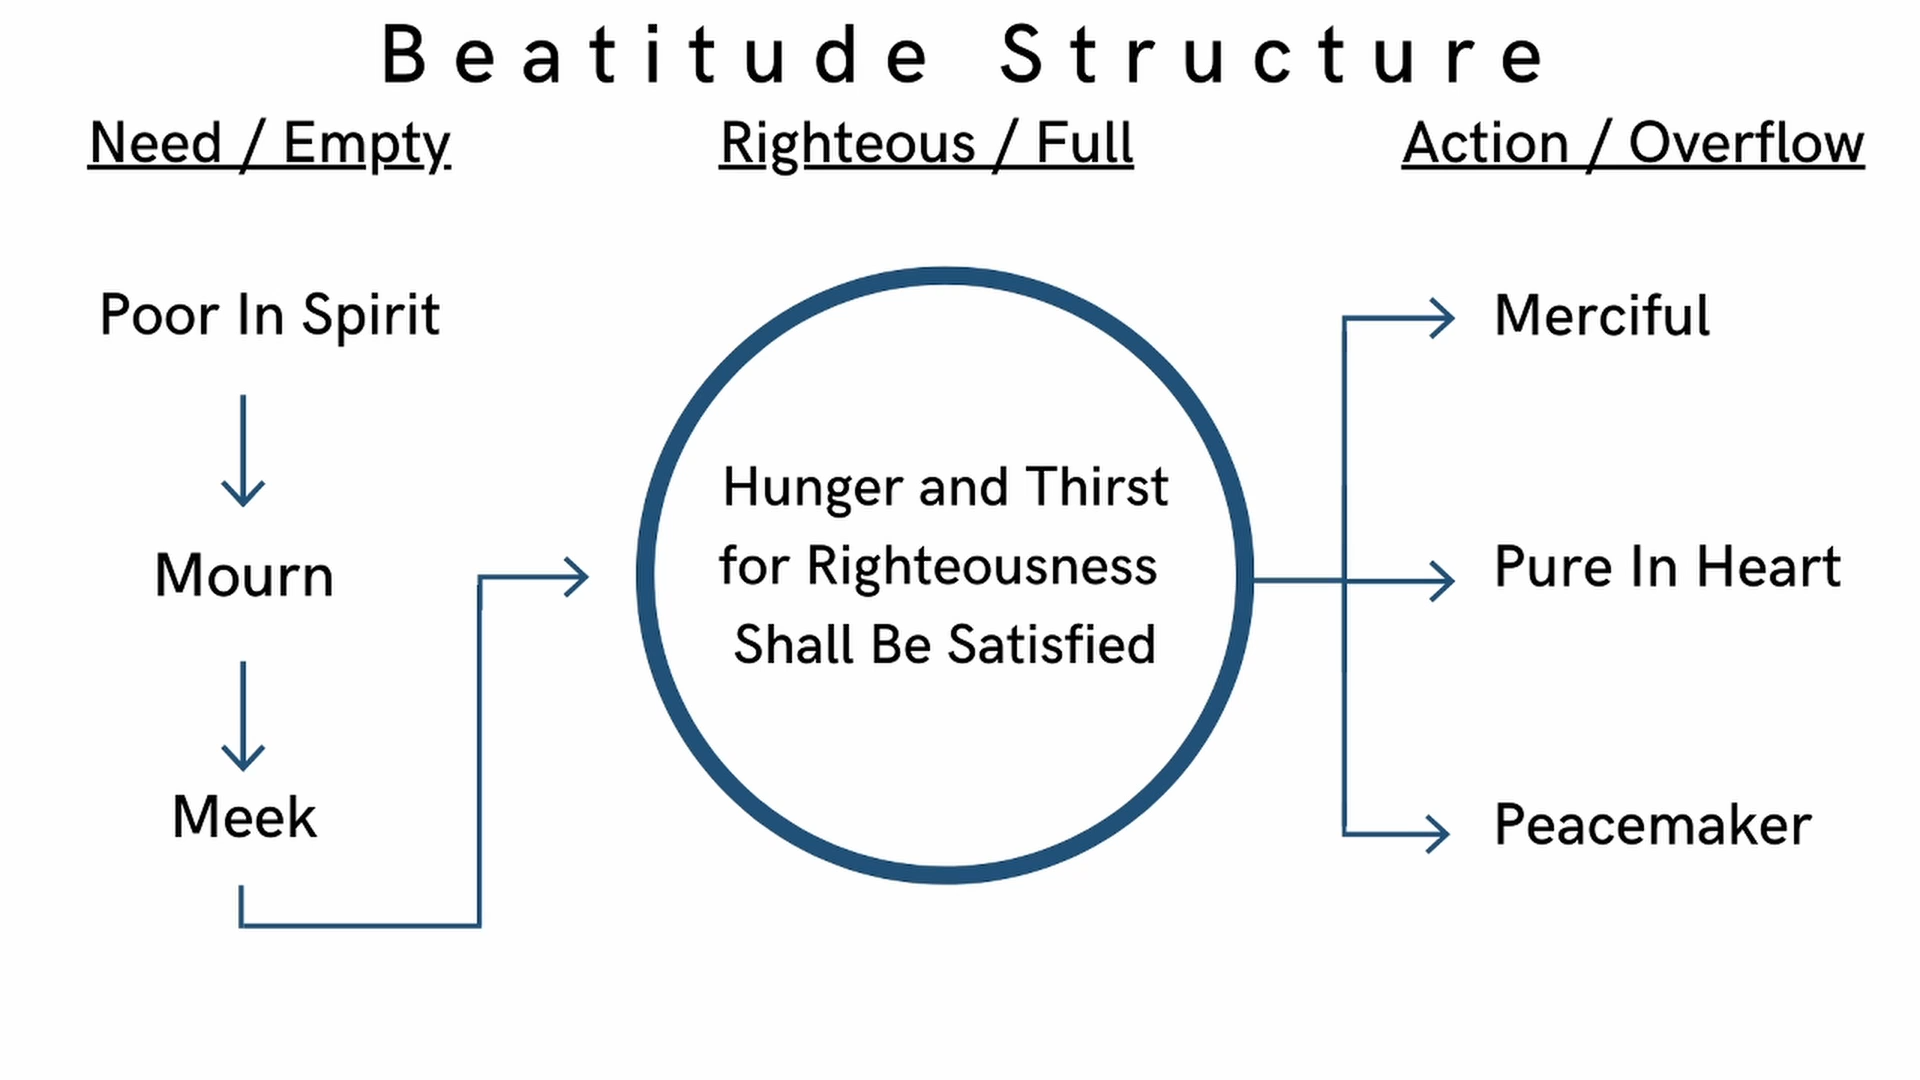 Beatitude Structure
Need / Empty
Righteous / Full
Action / Overflow
Poor In Spirit
Mourn
Meek
Hunger and Thirst
for Righteousness
Shall Be Satisfied
Merciful
Pure In Heart
Peacemaker